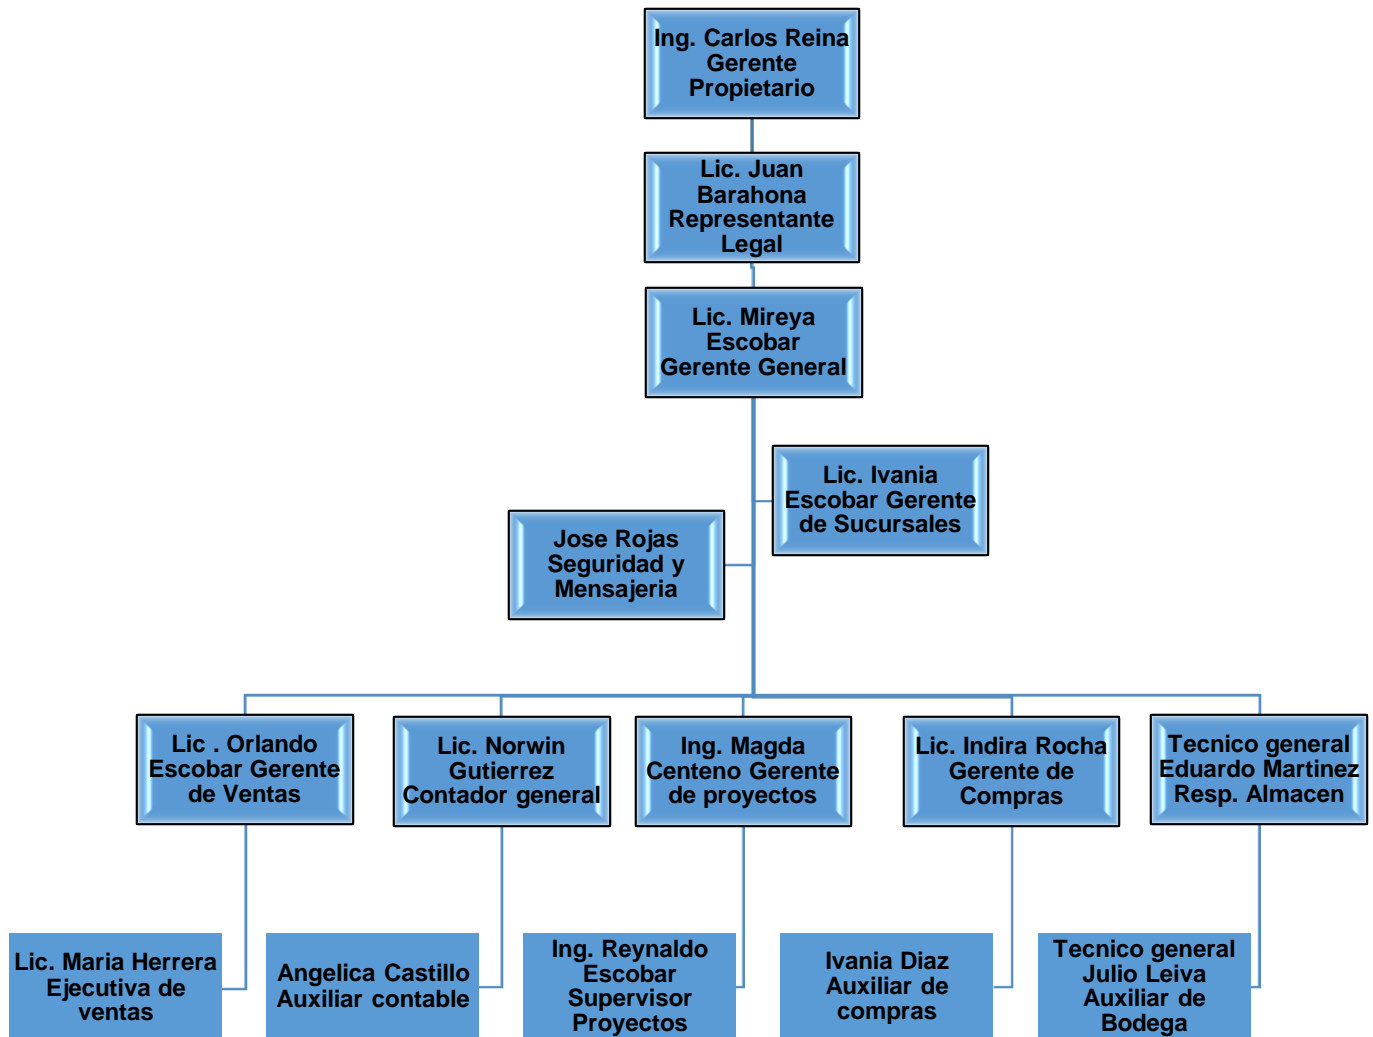 Ing. Carlos Reina
Gerente
Propietario
Lic. Juan
Barahona
Representante
Legal
Lic. Mireya
Escobar
Gerente General
Lic. Ivania
Escobar Gerente
de Sucursales
Jose Rojas
Seguridad y
Mensajeria
Lic . Orlando
Escobar Gerente
de Ventas
Lic. Norwin
Gutierrez
Contador general
Ing. Magda
Centeno Gerente
de proyectos
Lic. Indira Rocha
Gerente de
Compras
Tecnico general
Eduardo Martinez
Resp. Almacen
Lic. Maria Herrera
Ejecutiva de
ventas
Angelica Castillo
Auxiliar contable
Ing. Reynaldo
Escobar
Supervisor
Proyectos
Ivania Diaz
Auxiliar de
compras
Tecnico general
Julio Leiva
Auxiliar de
Bodega